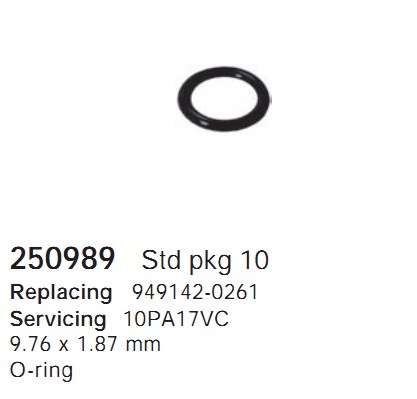 250989 Std pkg 10
Replacing 949142-0261
Servicing 10PA17VC
9.76 x 1.87 mm
O-ring